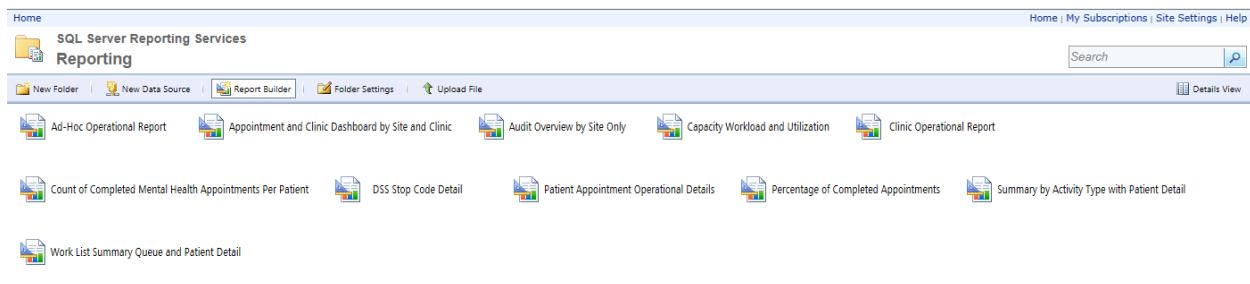 Home
Home | My Subscriptions | Site Settings | Help
SQL Server Reporting Services
Reporting
Search
New Folder | New Data Source | Report Builder | Folder Settings | Upload File
Details View
Ad-Hoc Operational Report
Appointment and Clinic Dashboard by Site and Clinic
Audit Overview by Site Only
Capacity Workload and Utilization
Clinic Operational Report
Count of Completed Mental Health Appointments Per Patient
DSS Stop Code Detail
Patient Appointment Operational Details
Percentage of Completed Appointments
Summary by Activity Type with Patient Detail
Work List Summary Queue and Patient Detail